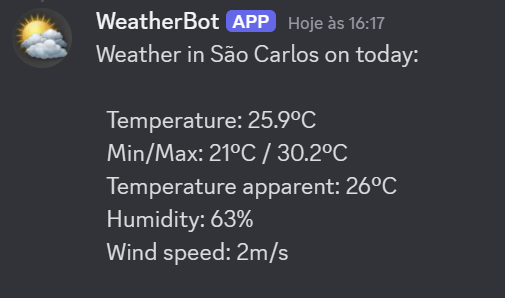 WeatherBot APP Hoje às 16:17
Weather in São Carlos on today:
Temperature: 25.9ºC
Min/Max: 21ºC / 30.2ºC
Temperature apparent: 26ºC
Humidity: 63%
Wind speed: 2m/s